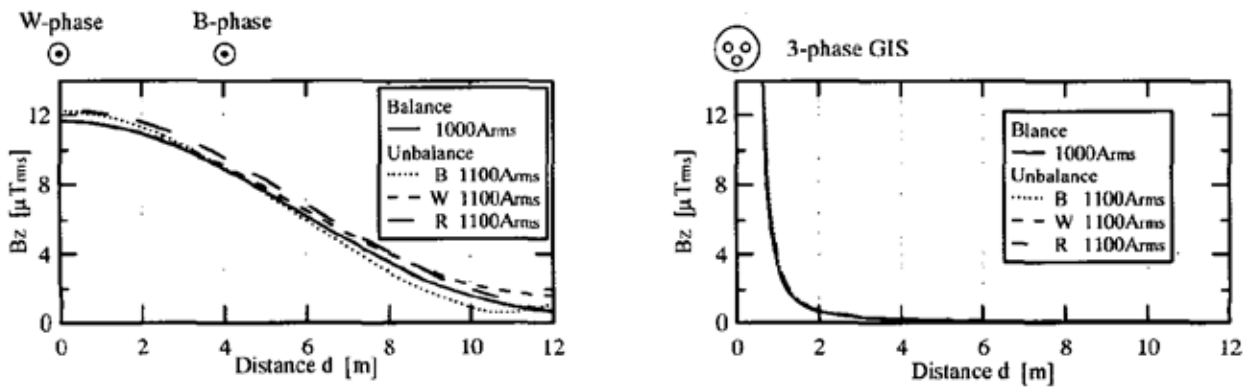 W-phase B-phase
12
8
4
0
Bz [μTrms]
Balance
1000Arms
Unbalance
B 1100Arms
W 1100Arms
R 1100Arms
0 2 4 6 8 10 12
Distance d [m]
3-phase GIS
12
8
4
0
Bz [μTrms]
Blance
1000Arms
Unbalance
B 1100Arms
W 1100Arms
R 1100Arms
0 2 4 6 8 10 12
Distance d [m]